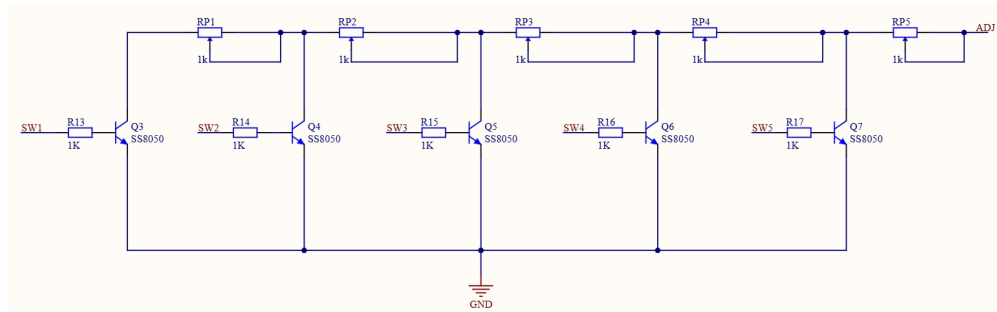 RP1
RP2
RP3
RP4
RP5
ADJ
1k
1k
1k
1k
1k
SW1
R13
1K
Q3
SS8050
SW2
R14
1K
Q4
SS8050
SW3
R15
1K
Q5
SS8050
SW4
R16
1K
Q6
SS8050
SW5
R17
1K
Q7
SS8050
GND